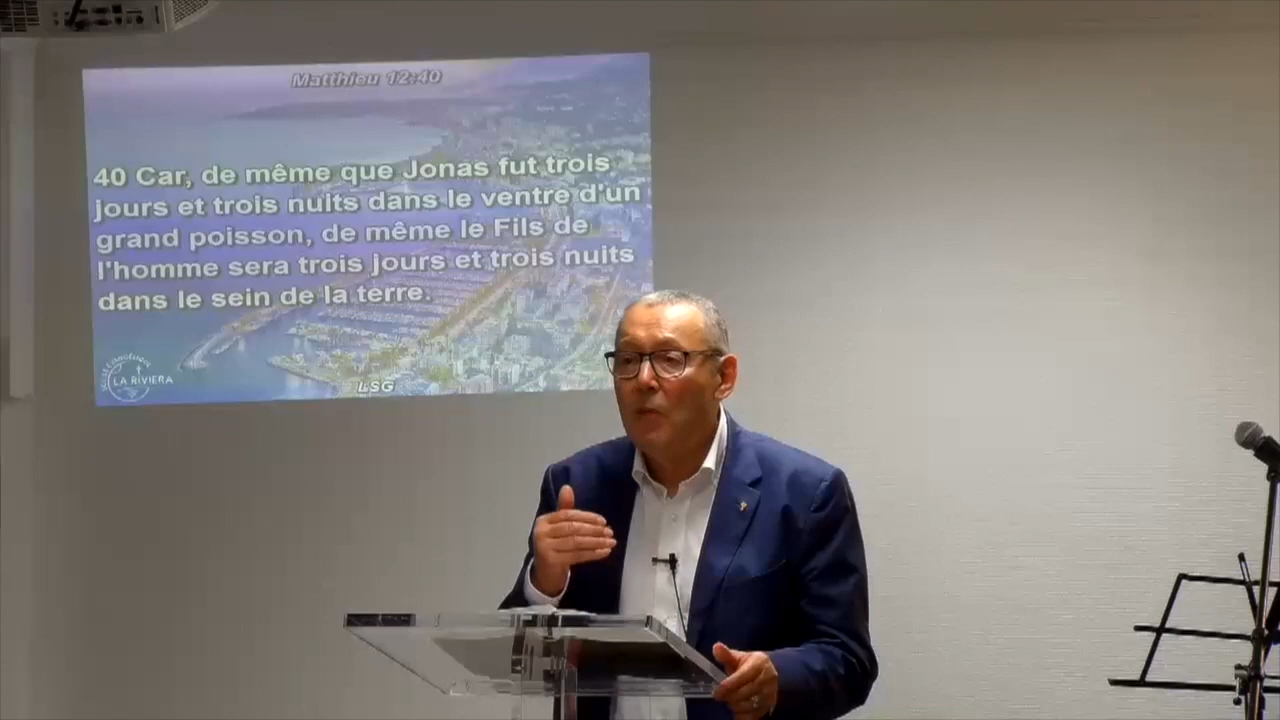 Matthieu 12:40
40 Car, de même que Jonas fut trois
jours et trois nuits dans le ventre d'un
grand poisson, de même le Fils de
l'homme sera trois jours et trois nuits
dans le sein de la terre.
LA RIVIERA
LSG